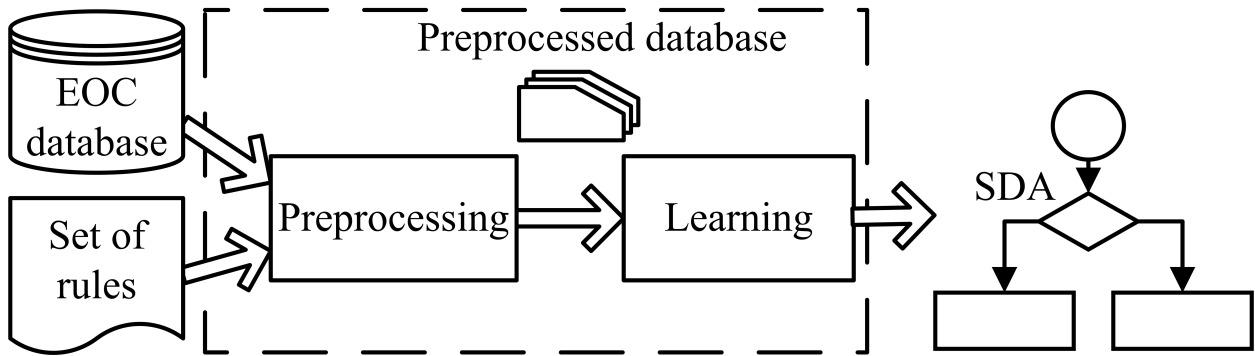 Preprocessed database
EOC
database
Set of
rules
Preprocessing
Learning
SDA